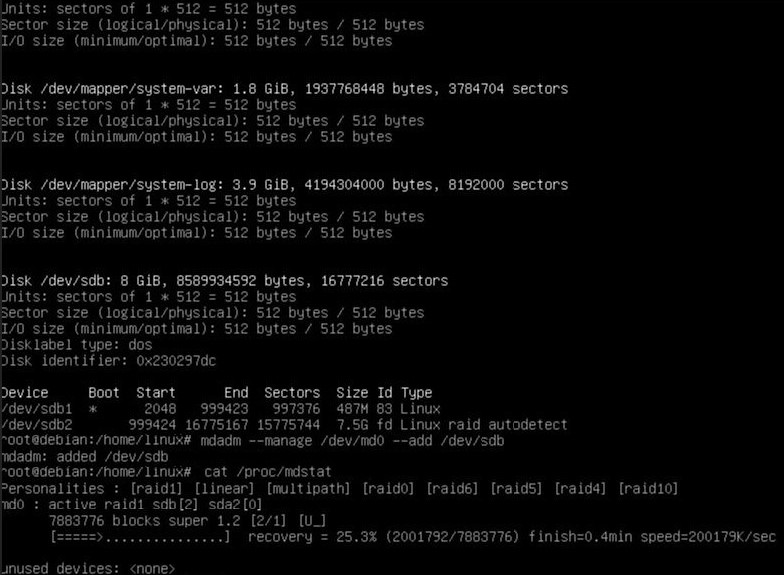 Units: sectors of 1 * 512 = 512 bytes
Sector size (logical/physical): 512 bytes / 512 bytes
I/O size (minimum/optimal): 512 bytes / 512 bytes
Disk /dev/mapper/system-var: 1.8 GiB, 1937768448 bytes, 3784704 sectors
Units: sectors of 1 * 512 = 512 bytes
Sector size (logical/physical): 512 bytes / 512 bytes
I/O size (minimum/optimal): 512 bytes / 512 bytes
Disk /dev/mapper/system-log: 3.9 GiB, 4194304000 bytes, 8192000 sectors
Units: sectors of 1 * 512 = 512 bytes
Sector size (logical/physical): 512 bytes / 512 bytes
I/O size (minimum/optimal): 512 bytes / 512 bytes
Disk /dev/sdb: 8 GiB, 8589934592 bytes, 16777216 sectors
Units: sectors of 1 * 512 = 512 bytes
Sector size (logical/physical): 512 bytes / 512 bytes
I/O size (minimum/optimal): 512 bytes / 512 bytes
Disklabel type: dos
Disk identifier: 0x230297dc
Device     Boot  Start      End  Sectors  Size Id Type
/dev/sdb1  *      2048   999423   997376  487M 83 Linux
/dev/sdb2       999424 16775167 15775744  7.5G fd Linux raid autodetect
root@debian:/home/linux# mdadm --manage /dev/md0 --add /dev/sdb
mdadm: added /dev/sdb
root@debian:/home/linux#  cat /proc/mdstat
Personalities : [raid1] [linear] [multipath] [raid0] [raid6] [raid5] [raid4] [raid10]
md0 : active raid1 sdb[2] sda2[0]
      7883776 blocks super 1.2 [2/1] [U_]
      [=====>...............]  recovery = 25.3% (2001792/7883776) finish=0.4min speed=200179K/sec
unused devices: <none>